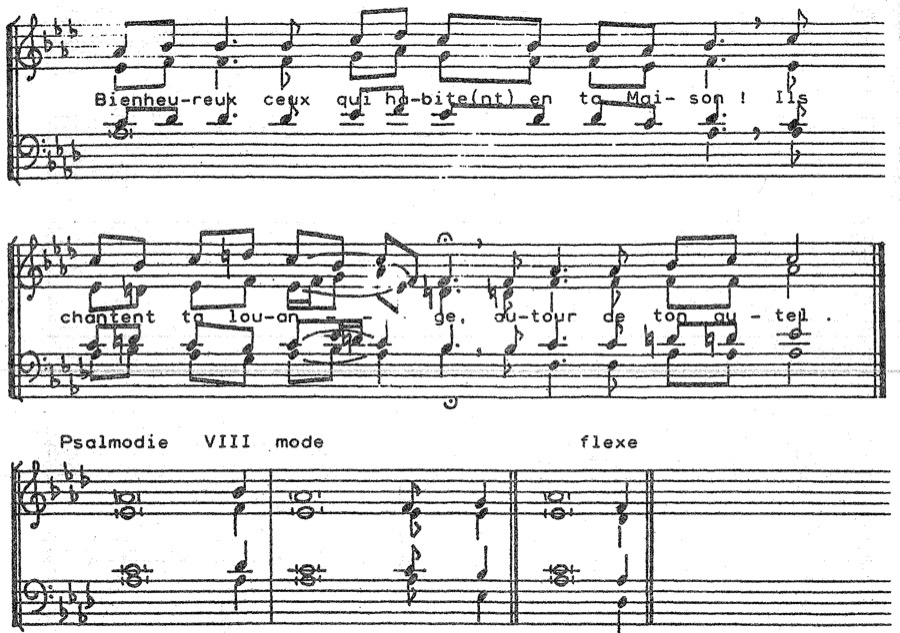 Bienheu-reux ceux qui ha-bite(nt) en ta Mai- son ! Ils
chantent ta lou-an - - - ge, au-tour de ton au - tel .
Psalmodie VIII mode flexe